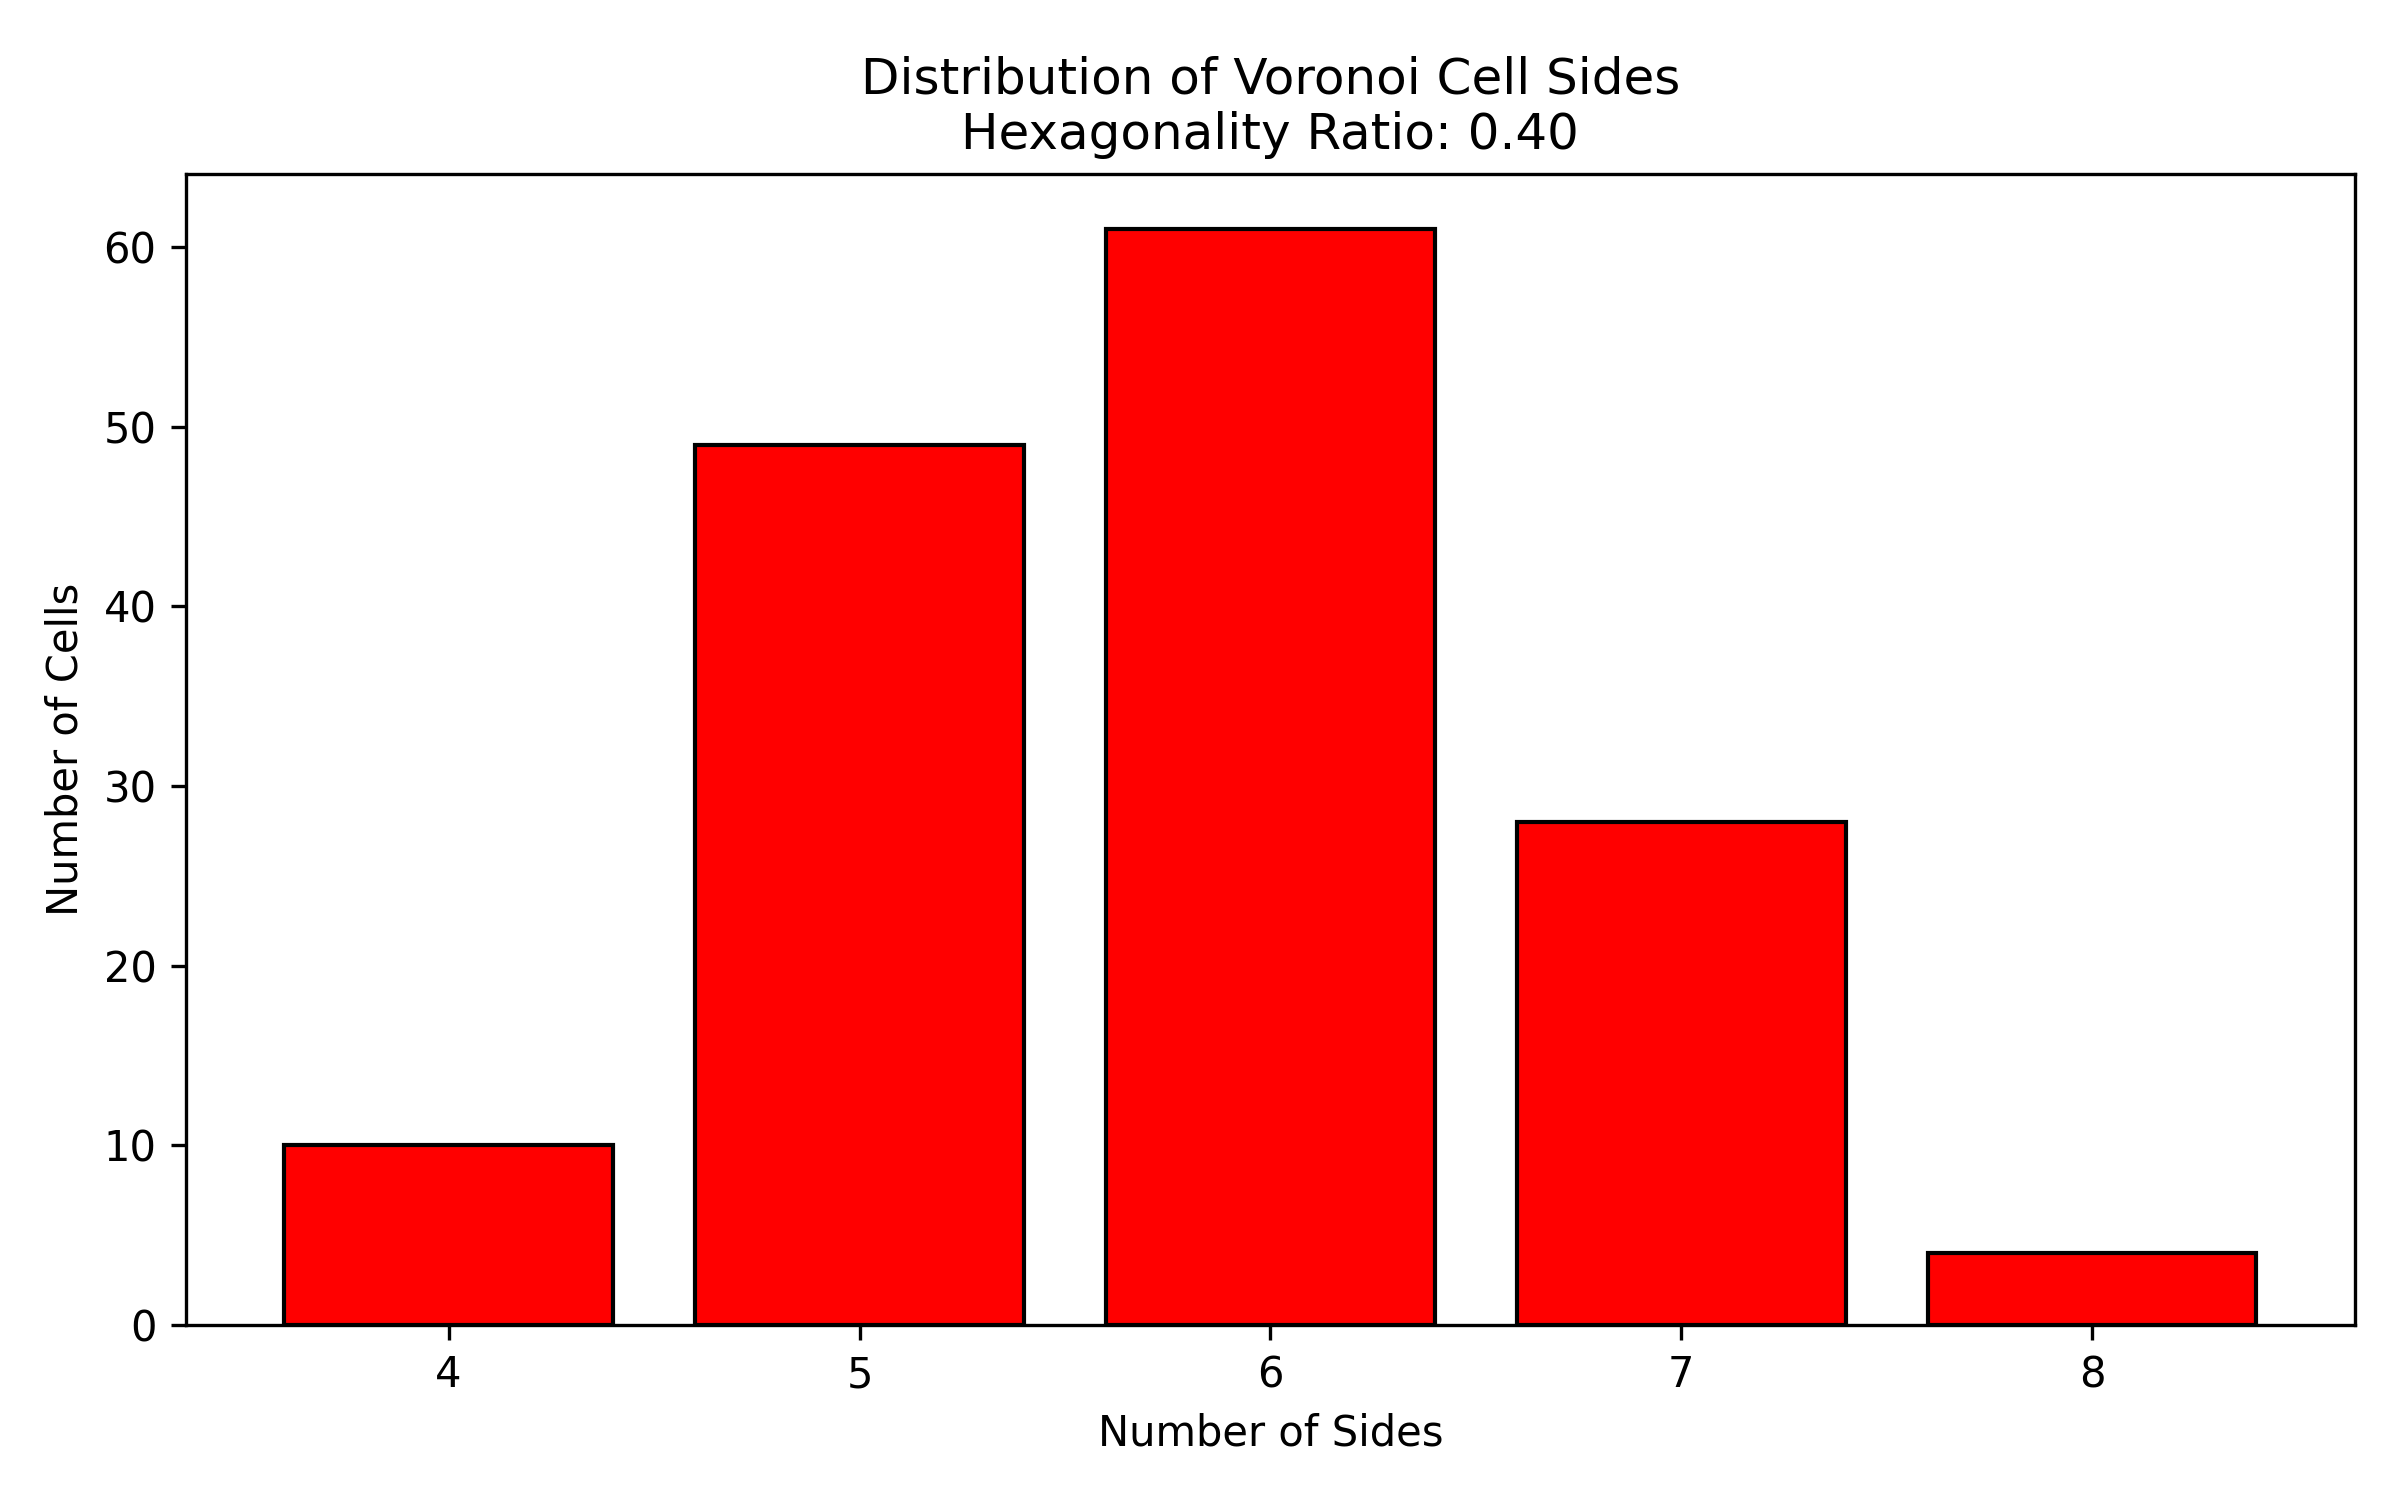 Distribution of Voronoi Cell Sides
Hexagonality Ratio: 0.40
60
50
40
30
20
10
0
Number of Cells
4 5 6 7 8
Number of Sides